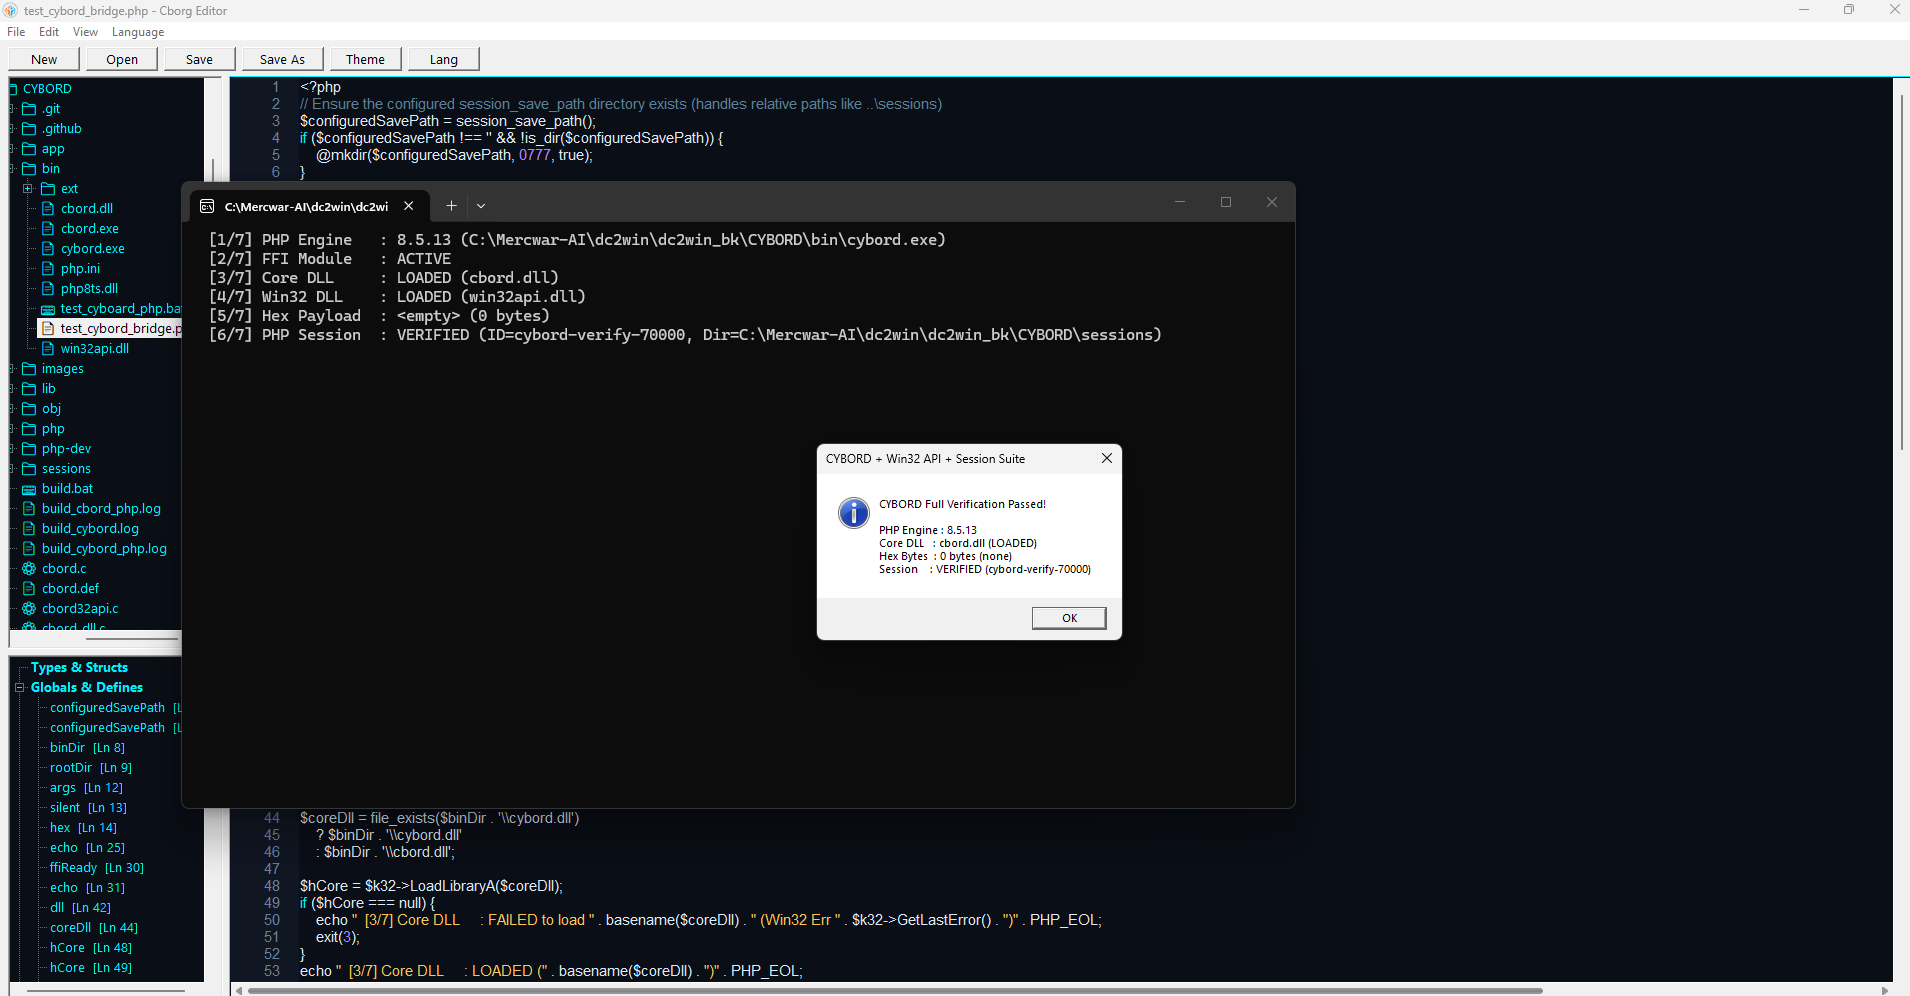 test_cybord_bridge.php - Cborg Editor
File Edit View Language
New Open Save Save As Theme Lang
CYBORD
.git
.github
app
bin
ext
cbord.dll
cbord.exe
cybord.exe
php.ini
php8ts.dll
test_cyboard_php.ba
test_cybord_bridge.p
win32api.dll
images
lib
obj
php
php-dev
sessions
build.bat
build_cbord_php.log
build_cybord.log
build_cybord_php.log
cbord.c
cbord.def
cbord32api.c
cbord_dll.c
Types & Structs
Globals & Defines
configuredSavePath [L
configuredSavePath [L
binDir [Ln 8]
rootDir [Ln 9]
args [Ln 12]
silent [Ln 13]
hex [Ln 14]
echo [Ln 25]
ffiReady [Ln 30]
echo [Ln 31]
dll [Ln 42]
coreDll [Ln 44]
hCore [Ln 48]
hCore [Ln 49]
1 <?php
2 // Ensure the configured session_save_path directory exists (handles relative paths like ..\sessions)
3 $configuredSavePath = session_save_path();
4 if ($configuredSavePath !== '' && !is_dir($configuredSavePath)) {
5 @mkdir($configuredSavePath, 0777, true);
6 }
C:\Mercwar-AI\dc2win\dc2wi
[1/7] PHP Engine : 8.5.13 (C:\Mercwar-AI\dc2win\dc2win_bk\CYBORD\bin\cybord.exe)
[2/7] FFI Module : ACTIVE
[3/7] Core DLL : LOADED (cbord.dll)
[4/7] Win32 DLL : LOADED (win32api.dll)
[5/7] Hex Payload : <empty> (0 bytes)
[6/7] PHP Session : VERIFIED (ID=cybord-verify-70000, Dir=C:\Mercwar-AI\dc2win\dc2win_bk\CYBORD\sessions)
CYBORD + Win32 API + Session Suite
CYBORD Full Verification Passed!
PHP Engine : 8.5.13
Core DLL : cbord.dll (LOADED)
Hex Bytes : 0 bytes (none)
Session : VERIFIED (cybord-verify-70000)
OK
44 $coreDll = file_exists($binDir . '\\cybord.dll')
45 ? $binDir . '\\cybord.dll'
46 : $binDir . '\\cbord.dll';
47
48 $hCore = $k32->LoadLibraryA($coreDll);
49 if ($hCore === null) {
50 echo " [3/7] Core DLL : FAILED to load " . basename($coreDll) . " (Win32 Err " . $k32->GetLastError() . ")" . PHP_EOL;
51 exit(3);
52 }
53 echo " [3/7] Core DLL : LOADED (" . basename($coreDll) . ")" . PHP_EOL;